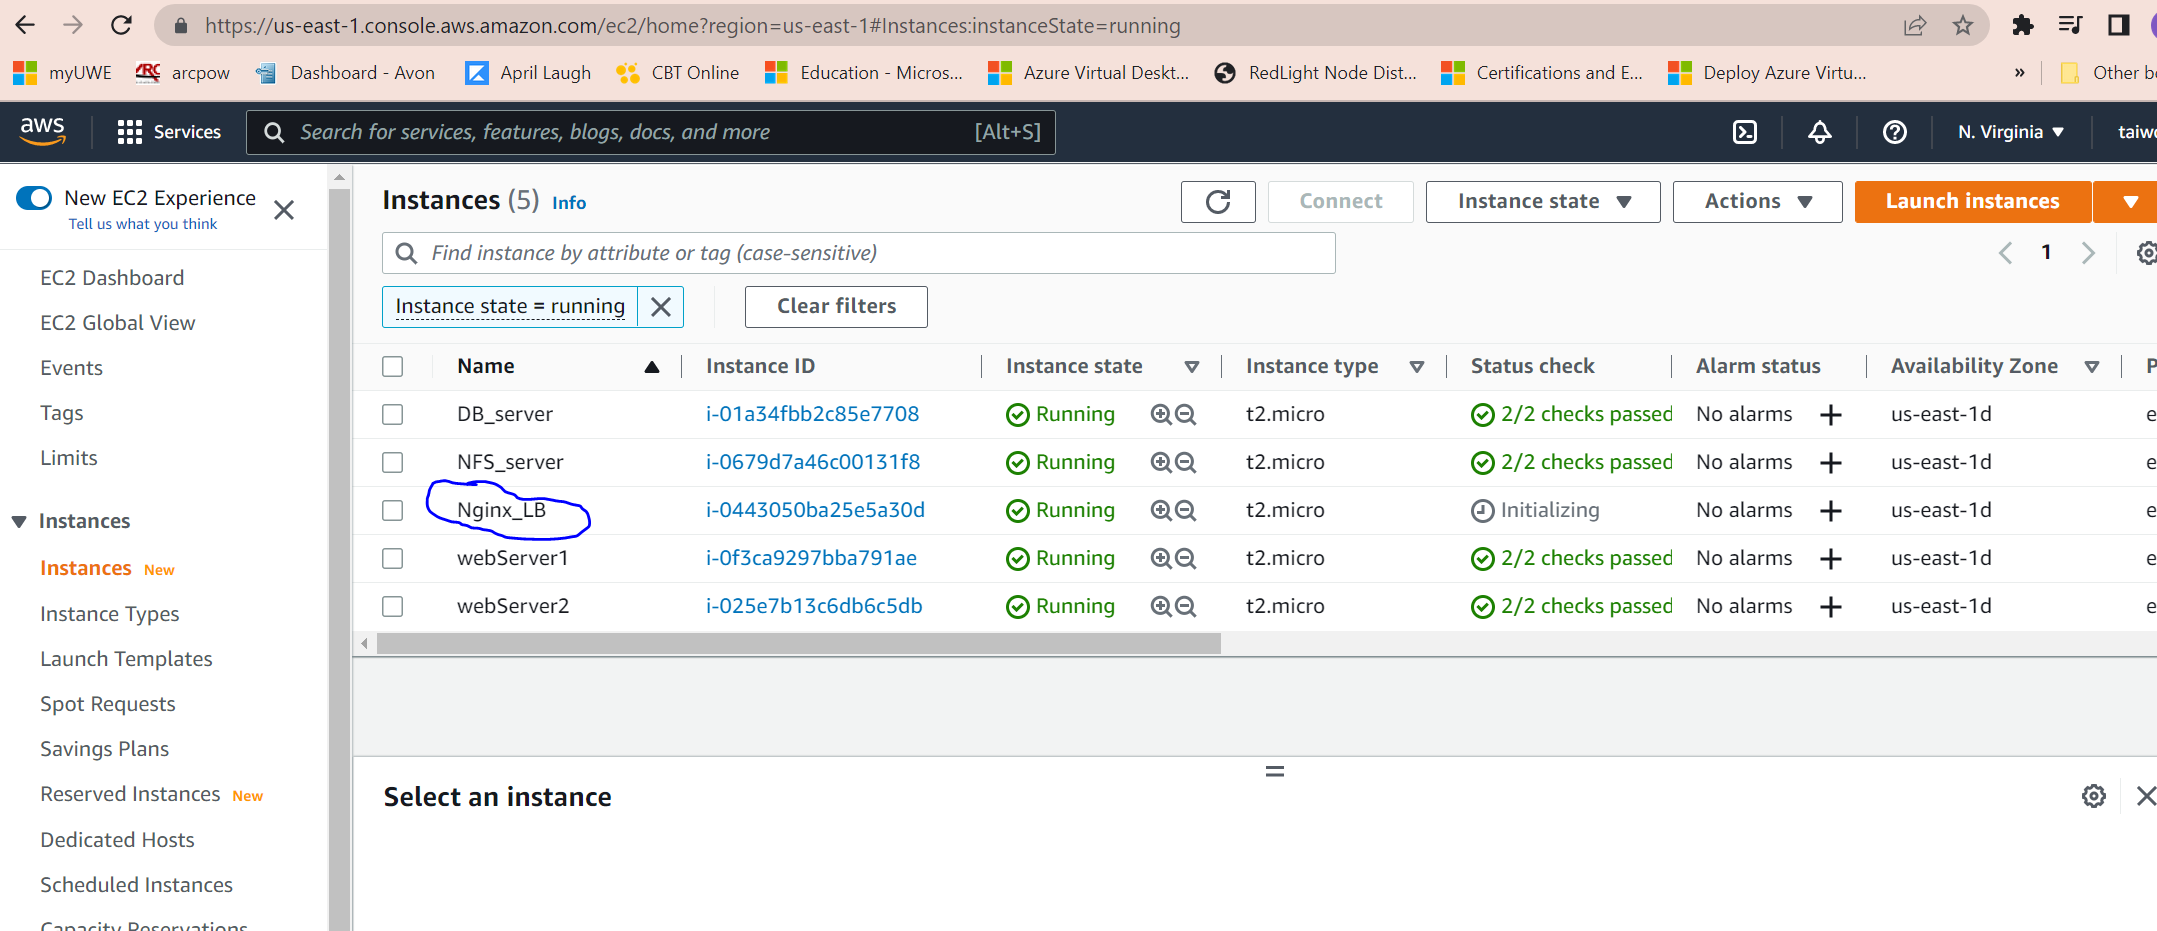 https://us-east-1.console.aws.amazon.com/ec2/home?region=us-east-1#Instances:instanceState=running
myUWE arcpow Dashboard - Avon April Laugh CBT Online Education - Micros... Azure Virtual Deskt... RedLight Node Dist... Certifications and E... Deploy Azure Virtu... » Other bo
aws Services Search for services, features, blogs, docs, and more [Alt+S] N. Virginia ▼ taiwo
New EC2 Experience
Tell us what you think
EC2 Dashboard
EC2 Global View
Events
Tags
Limits
Instances
Instances New
Instance Types
Launch Templates
Spot Requests
Savings Plans
Reserved Instances New
Dedicated Hosts
Scheduled Instances
Capacity Reservations
Instances (5) Info Connect Instance state Actions Launch instances
Find instance by attribute or tag (case-sensitive) 1
Instance state = running Clear filters
Name Instance ID Instance state Instance type Status check Alarm status Availability Zone P
DB_server i-01a34fbb2c85e7708 Running t2.micro 2/2 checks passed No alarms + us-east-1d e
NFS_server i-0679d7a46c00131f8 Running t2.micro 2/2 checks passed No alarms + us-east-1d e
Nginx_LB i-0443050ba25e5a30d Running t2.micro Initializing No alarms + us-east-1d e
webServer1 i-0f3ca9297bba791ae Running t2.micro 2/2 checks passed No alarms + us-east-1d e
webServer2 i-025e7b13c6db6c5db Running t2.micro 2/2 checks passed No alarms + us-east-1d e
Select an instance